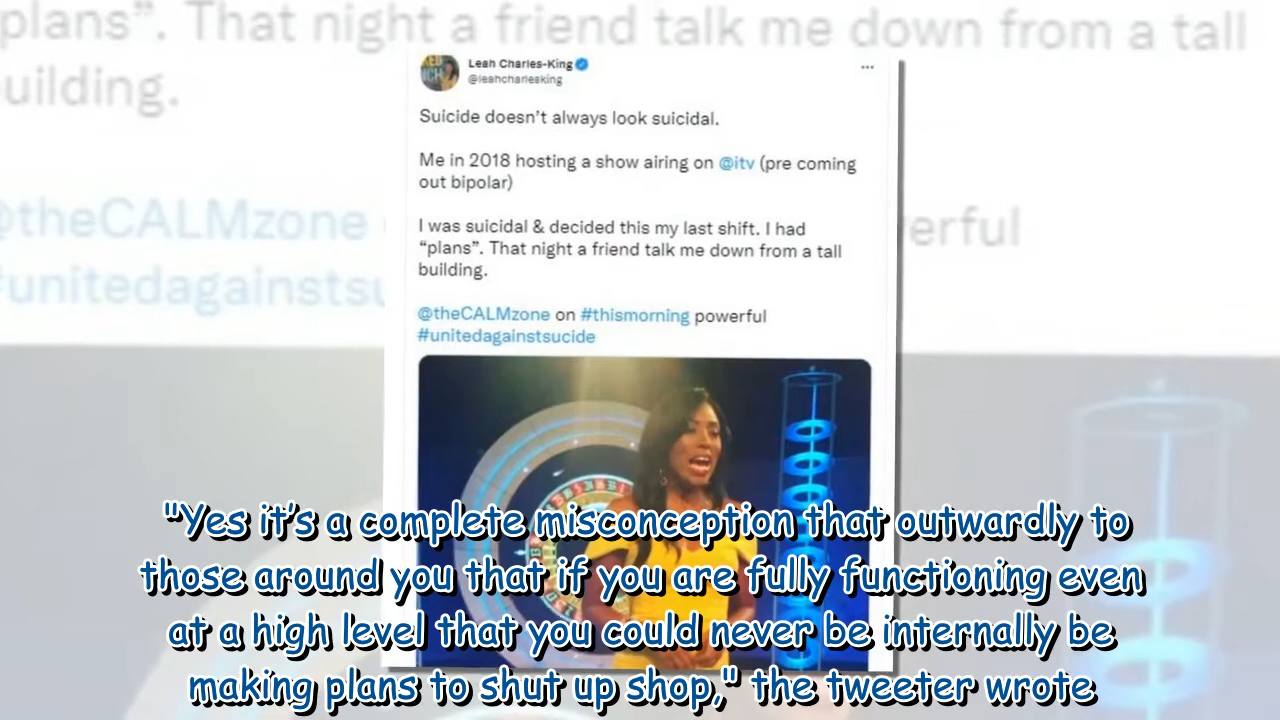 plans”. That night a friend talk me down from a tall
uilding.
@theCALMzone
erful
#unitedagainstsu
Leah Charles-King
@leahcharlesking
Suicide doesn’t always look suicidal.
Me in 2018 hosting a show airing on @itv (pre coming
out bipolar)
I was suicidal & decided this my last shift. I had
“plans”. That night a friend talk me down from a tall
building.
@theCALMzone on #thismorning powerful
#unitedagainstsucide
"Yes it’s a complete misconception that outwardly to
those around you that if you are fully functioning even
at a high level that you could never be internally be
making plans to shut up shop," the tweeter wrote